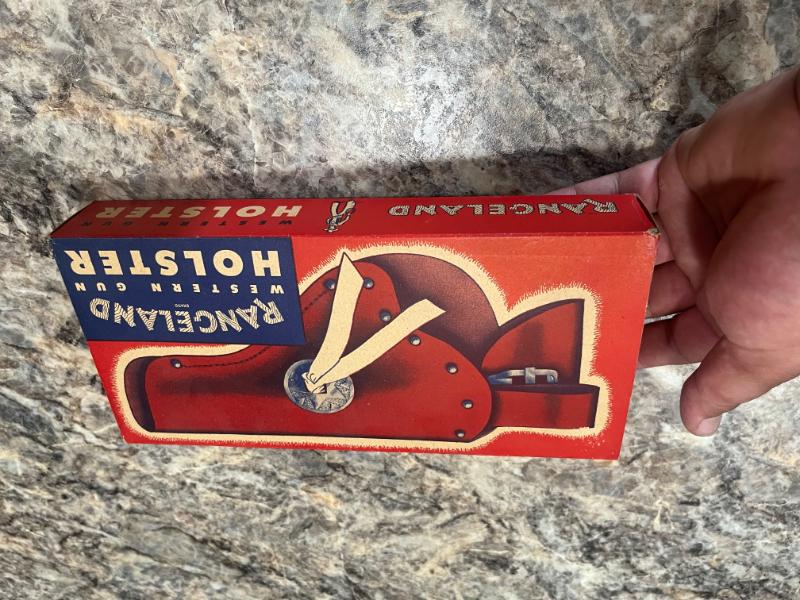 RANGELAND
BRAND
WESTERN GUN
HOLSTER
RANGELAND
WESTERN GUN
HOLSTER